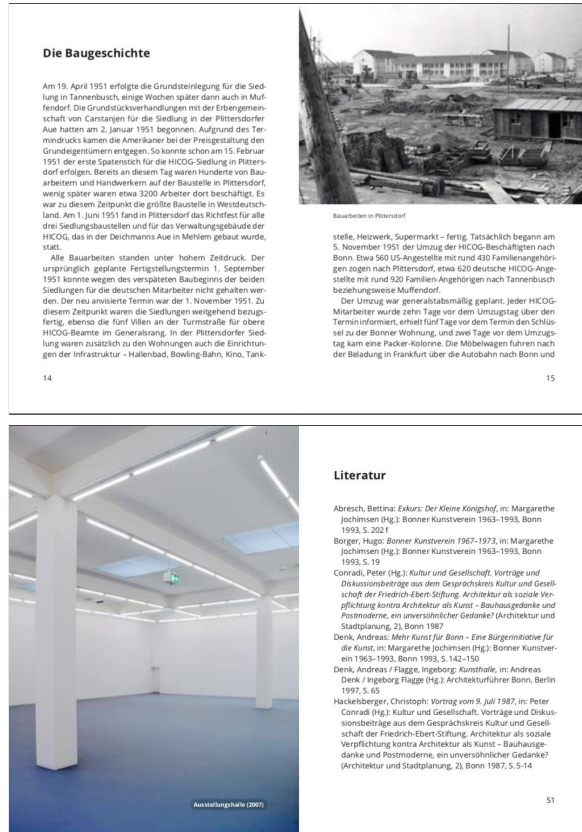 Die Baugeschichte
Am 19. April 1951 erfolgte die Grundsteinlegung für die Sied-
lung in Tannenbusch, einige Wochen später dann auch in Muf-
fendorf. Die Grundstücksverhandlungen mit der Erbengemein-
schaft von Carstanjen für die Siedlung in der Plittersdorfer
Aue hatten am 2. Januar 1951 begonnen. Aufgrund des Ter-
mindrucks kamen die Amerikaner bei der Preisgestaltung den
Grundeigentümern entgegen. So konnte schon am 15. Februar
1951 der erste Spatenstich für die HICOG-Siedlung in Plitters-
dorf erfolgen. Bereits an diesem Tag waren Hunderte von Bau-
arbeitern und Handwerkern auf der Baustelle in Plittersdorf,
wenig später waren etwa 3200 Arbeiter dort beschäftigt. Es
war zu diesem Zeitpunkt die größte Baustelle in Westdeutsch-
land. Am 1. Juni 1951 fand in Plittersdorf das Richtfest für alle
drei Siedlungsbaustellen und für das Verwaltungsgebäude der
HICOG, das in der Deichmanns Aue in Mehlem gebaut wurde,
statt.
Alle Bauarbeiten standen unter hohem Zeitdruck. Der
ursprünglich geplante Fertigstellungstermin 1. September
1951 konnte wegen des verspäteten Baubeginns der beiden
Siedlungen für die deutschen Mitarbeiter nicht gehalten wer-
den. Der neu anvisierte Termin war der 1. November 1951. Zu
diesem Zeitpunkt waren die Siedlungen weitgehend bezugs-
fertig, ebenso die fünf Villen an der Turmstraße für obere
HICOG-Beamte im Generalsrang. In der Plittersdorfer Sied-
lung waren zusätzlich zu den Wohnungen auch die Einrichtun-
gen der Infrastruktur – Hallenbad, Bowling-Bahn, Kino, Tank-
14
Bauarbeiten in Plittersdorf
stelle, Heizwerk, Supermarkt – fertig. Tatsächlich begann am
5. November 1951 der Umzug der HICOG-Beschäftigten nach
Bonn. Etwa 560 US-Angestellte mit rund 430 Familienangehöri-
gen zogen nach Plittersdorf, etwa 620 deutsche HICOG-Ange-
stellte mit rund 920 Familien-Angehörigen nach Tannenbusch
beziehungsweise Muffendorf.
Der Umzug war generalstabsmäßig geplant. Jeder HICOG-
Mitarbeiter wurde zehn Tage vor dem Umzugstag über den
Termin informiert, erhielt fünf Tage vor dem Termin den Schlüs-
sel zu der Bonner Wohnung, und zwei Tage vor dem Umzugs-
tag kam eine Packer-Kolonne. Die Möbelwagen fuhren nach
der Beladung in Frankfurt über die Autobahn nach Bonn und
15
Ausstellungshalle (2007)
Literatur
Abresch, Bettina: Exkurs: Der Kleine Königshof, in: Margarethe
Jochimsen (Hg.): Bonner Kunstverein 1963–1993, Bonn
1993, S. 202 f
Borger, Hugo: Bonner Kunstverein 1967–1973, in: Margarethe
Jochimsen (Hg.): Bonner Kunstverein 1963–1993, Bonn
1993, S. 19
Conradi, Peter (Hg.): Kultur und Gesellschaft. Vorträge und
Diskussionsbeiträge aus dem Gesprächskreis Kultur und Gesell-
schaft der Friedrich-Ebert-Stiftung. Architektur als soziale Ver-
pflichtung kontra Architektur als Kunst – Bauhausgedanke und
Postmoderne, ein unversöhnlicher Gedanke? (Architektur und
Stadtplanung, 2), Bonn 1987
Denk, Andreas: Mehr Kunst für Bonn – Eine Bürgerinitiative für
die Kunst, in: Margarethe Jochimsen (Hg.): Bonner Kunstver-
ein 1963–1993, Bonn 1993, S. 142–150
Denk, Andreas / Flagge, Ingeborg: Kunsthalle, in: Andreas
Denk / Ingeborg Flagge (Hg.): Architekturführer Bonn, Berlin
1997, S. 65
Hackelsberger, Christoph: Vortrag vom 9. Juli 1987, in: Peter
Conradi (Hg.): Kultur und Gesellschaft. Vorträge und Diskus-
sionsbeiträge aus dem Gesprächskreis Kultur und Gesell-
schaft der Friedrich-Ebert-Stiftung. Architektur als soziale
Verpflichtung kontra Architektur als Kunst – Bauhausge-
danke und Postmoderne, ein unversöhnlicher Gedanke?
(Architektur und Stadtplanung, 2), Bonn 1987, S. 5-14
51